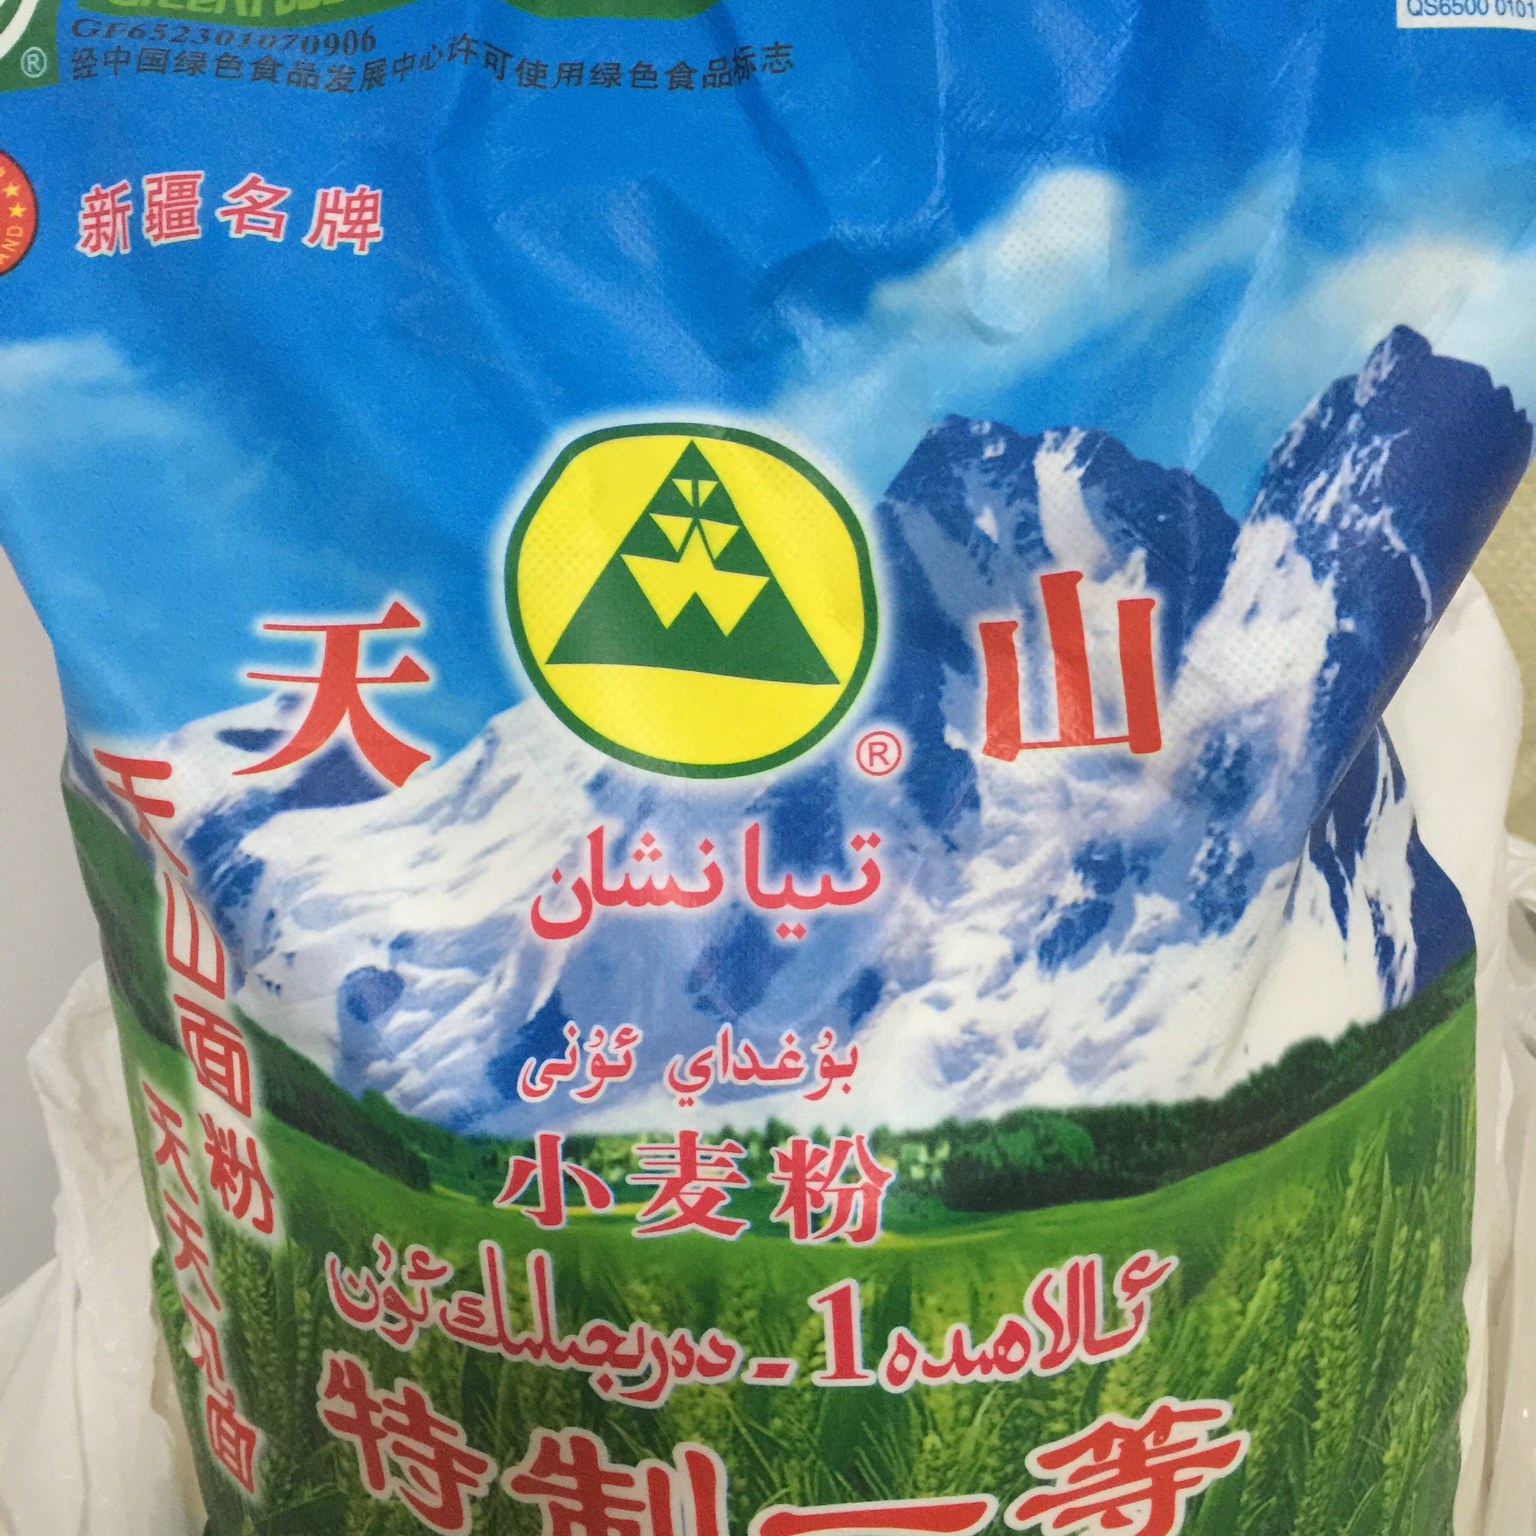 GF652301070906
经中国绿色食品发展中心许可使用绿色食品标志
QS6500 0101
新疆名牌
天山
®
تىيانشان
بۇغداي ئۇنى
小麦粉
ئالاھىدە 1 - دەرىجىلىك ئۇن
特制一等
天山面粉
天天见面